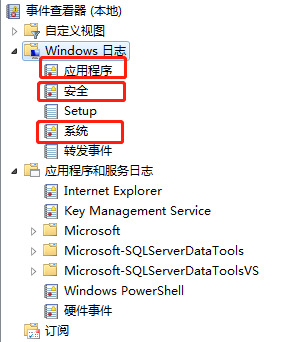 事件查看器 (本地)
自定义视图
Windows 日志
应用程序
安全
Setup
系统
转发事件
应用程序和服务日志
Internet Explorer
Key Management Service
Microsoft
Microsoft-SQLServerDataTools
Microsoft-SQLServerDataToolsVS
Windows PowerShell
硬件事件
订阅